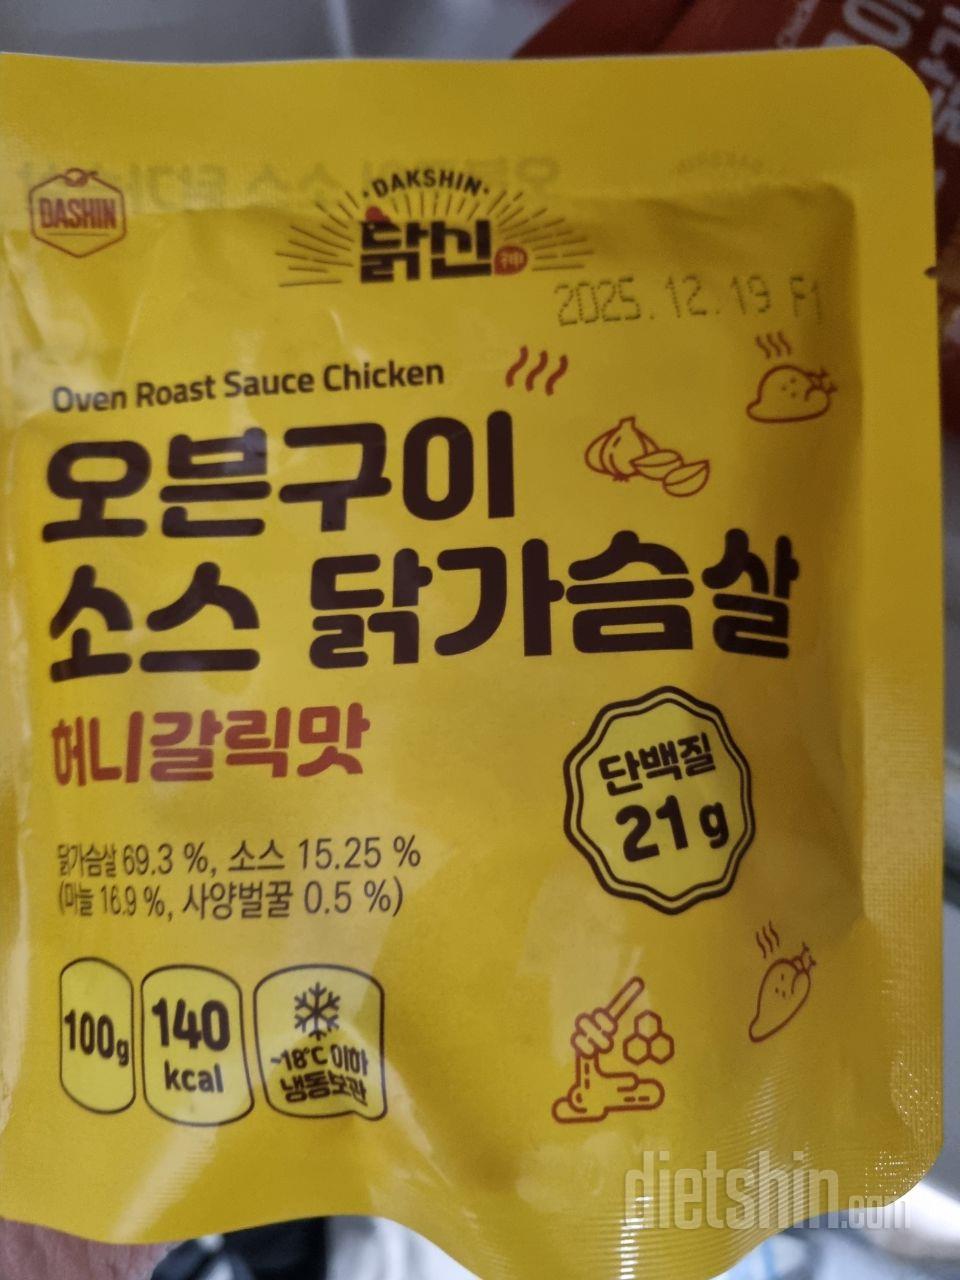 DASHIN
DAKSHIN
닭신
神
2025.12.19 F1
Oven Roast Sauce Chicken
오븐구이
소스 닭가슴살
허니갈릭맛
단백질
21g
닭가슴살 69.3 %, 소스 15.25 %
(마늘 16.9 %, 사양벌꿀 0.5 %)
100g
140
kcal
-18℃ 이하
냉동보관
dietshin.com